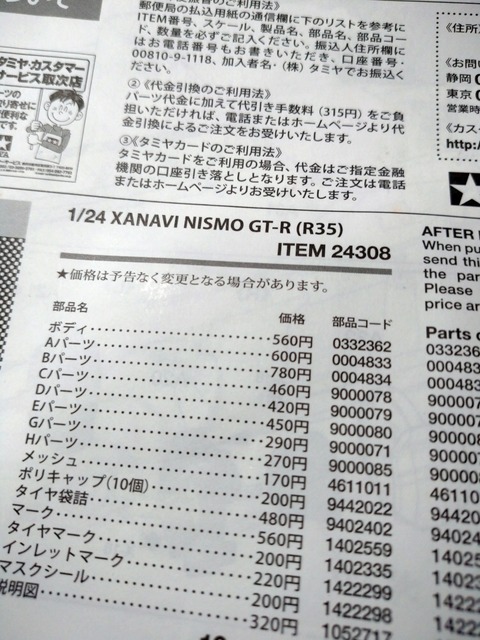 郵便局の払込用紙の通信欄に下のリストを参考に
ITEM番号、スケール、製品名、部品名、部品コー
ド、数量を必ずご記入ください。振込人住所欄に
はお電話番号もお書きいただき、口座番号・
00810-9-1118、加入者名・(株)タミヤでお振込く
ださい。
②《代金引換のご利用法》
パーツ代金に加えて代引き手数料(315円)をご負
担いただければ、電話またはホームページより代
金引換によるご注文をお受けいたします。
③《タミヤカードのご利用法》
タミヤカードをご利用の場合、代金はご指定金融
機関の口座引き落としとなります。ご注文は電話
またはホームページよりお受けいたします。
タミヤ・カスタマー
サービス取次店
《住所
《お問い
静岡
東京
営業時
《カス
http:/
1/24 XANAVI NISMO GT-R (R35)
ITEM 24308
★価格は予告なく変更となる場合があります。
部品名 価格 部品コード
ボディ 560円 0332362
Aパーツ 600円 0004833
Bパーツ 780円 0004834
Cパーツ 460円 9000078
Dパーツ 420円 9000079
Eパーツ 450円 9000080
Gパーツ 290円 9000071
Hパーツ 270円 9000085
メッシュ 200円 4611011
ポリキャップ(10個) 480円 9442022
タイヤ袋詰 560円 9402402
マーク 200円 1402559
タイヤマーク 220円 1402335
インレットマーク 200円 1422299
マスクシール 320円 1422298
説明図 1052717
AFTER
When pu
send this
the par
Please
price ar
Parts
0332362